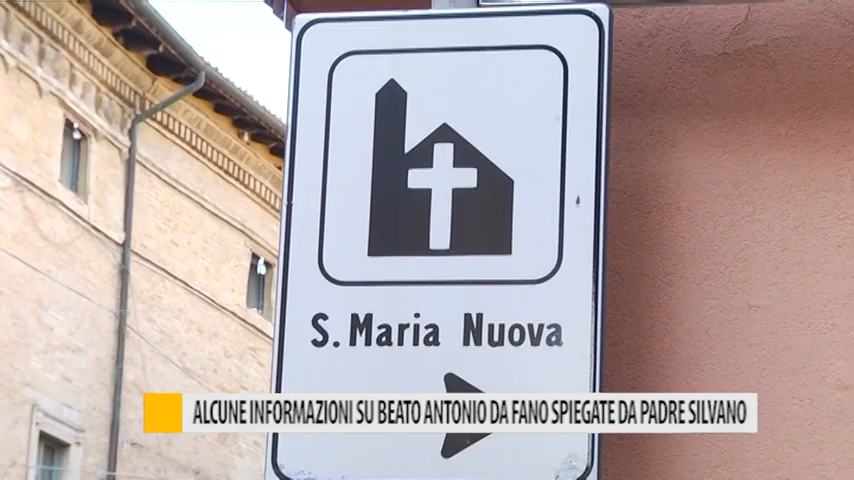 S. Maria Nuova
ALCUNE INFORMAZIONI SU BEATO ANTONIO DA FANO SPIEGATE DA PADRE SILVANO